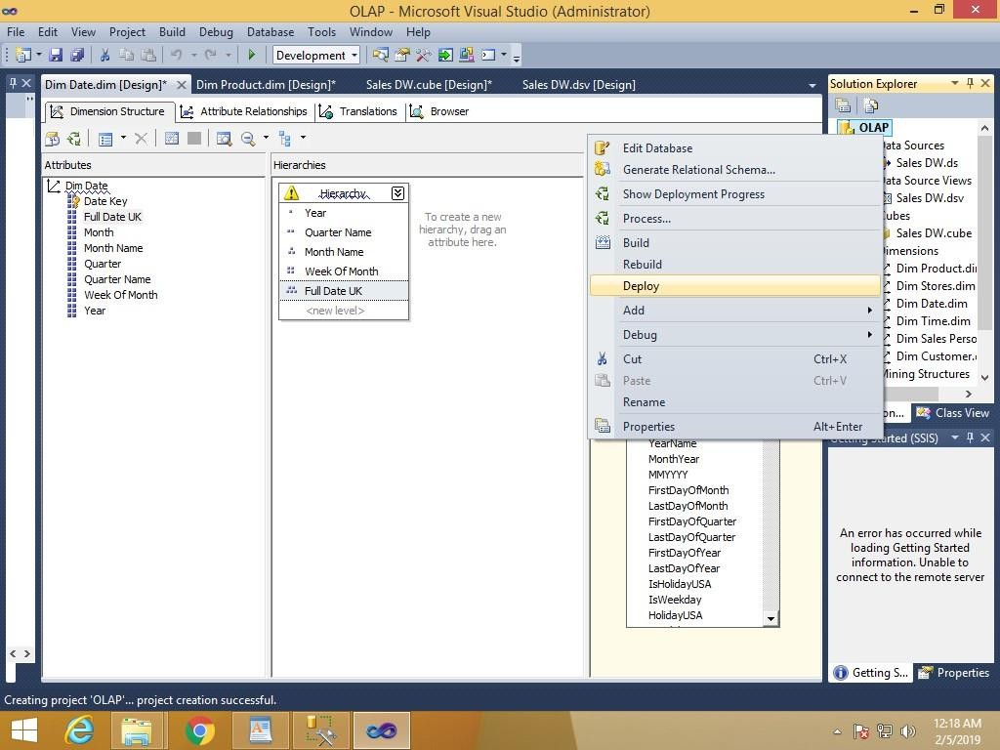 OLAP - Microsoft Visual Studio (Administrator)
File Edit View Project Build Debug Database Tools Window Help
Development
Dim Date.dim [Design]* Dim Product.dim [Design]* Sales DW.cube [Design]* Sales DW.dsv [Design]
Dimension Structure Attribute Relationships Translations Browser
Attributes
Dim Date
Date Key
Full Date UK
Month
Month Name
Quarter
Quarter Name
Week Of Month
Year
Hierarchies
Hierarchy
Year
Quarter Name
Month Name
Week Of Month
Full Date UK
<new level>
To create a new
hierarchy, drag an
attribute here.
Edit Database
Generate Relational Schema...
Show Deployment Progress
Process...
Build
Rebuild
Deploy
Add
Debug
Cut Ctrl+X
Paste Ctrl+V
Rename
Properties Alt+Enter
YearName
MonthYear
MMYYYY
FirstDayOfMonth
LastDayOfMonth
FirstDayOfQuarter
LastDayOfQuarter
FirstDayOfYear
LastDayOfYear
IsHolidayUSA
IsWeekday
HolidayUSA
Solution Explorer
OLAP
ata Sources
Sales DW.ds
ata Source Views
Sales DW.dsv
ubes
Sales DW.cube
imensions
Dim Product.di
Dim Stores.dim
Dim Date.dim
Dim Time.dim
Dim Sales Perso
Dim Customer.
ining Structures
on... Class View
Getting Started (SSIS)
An error has occurred while
loading Getting Started
information. Unable to
connect to the remote server
Getting S... Properties
Creating project 'OLAP'... project creation successful.
12:18 AM
2/5/2019